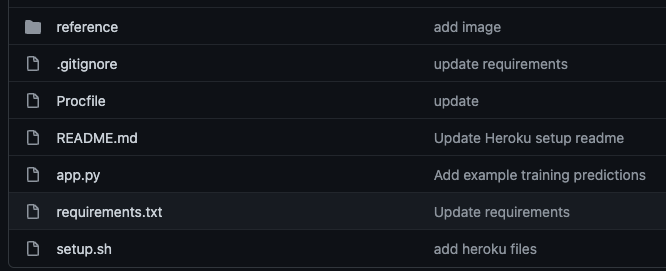 reference add image
.gitignore update requirements
Procfile update
README.md Update Heroku setup readme
app.py Add example training predictions
requirements.txt Update requirements
setup.sh add heroku files